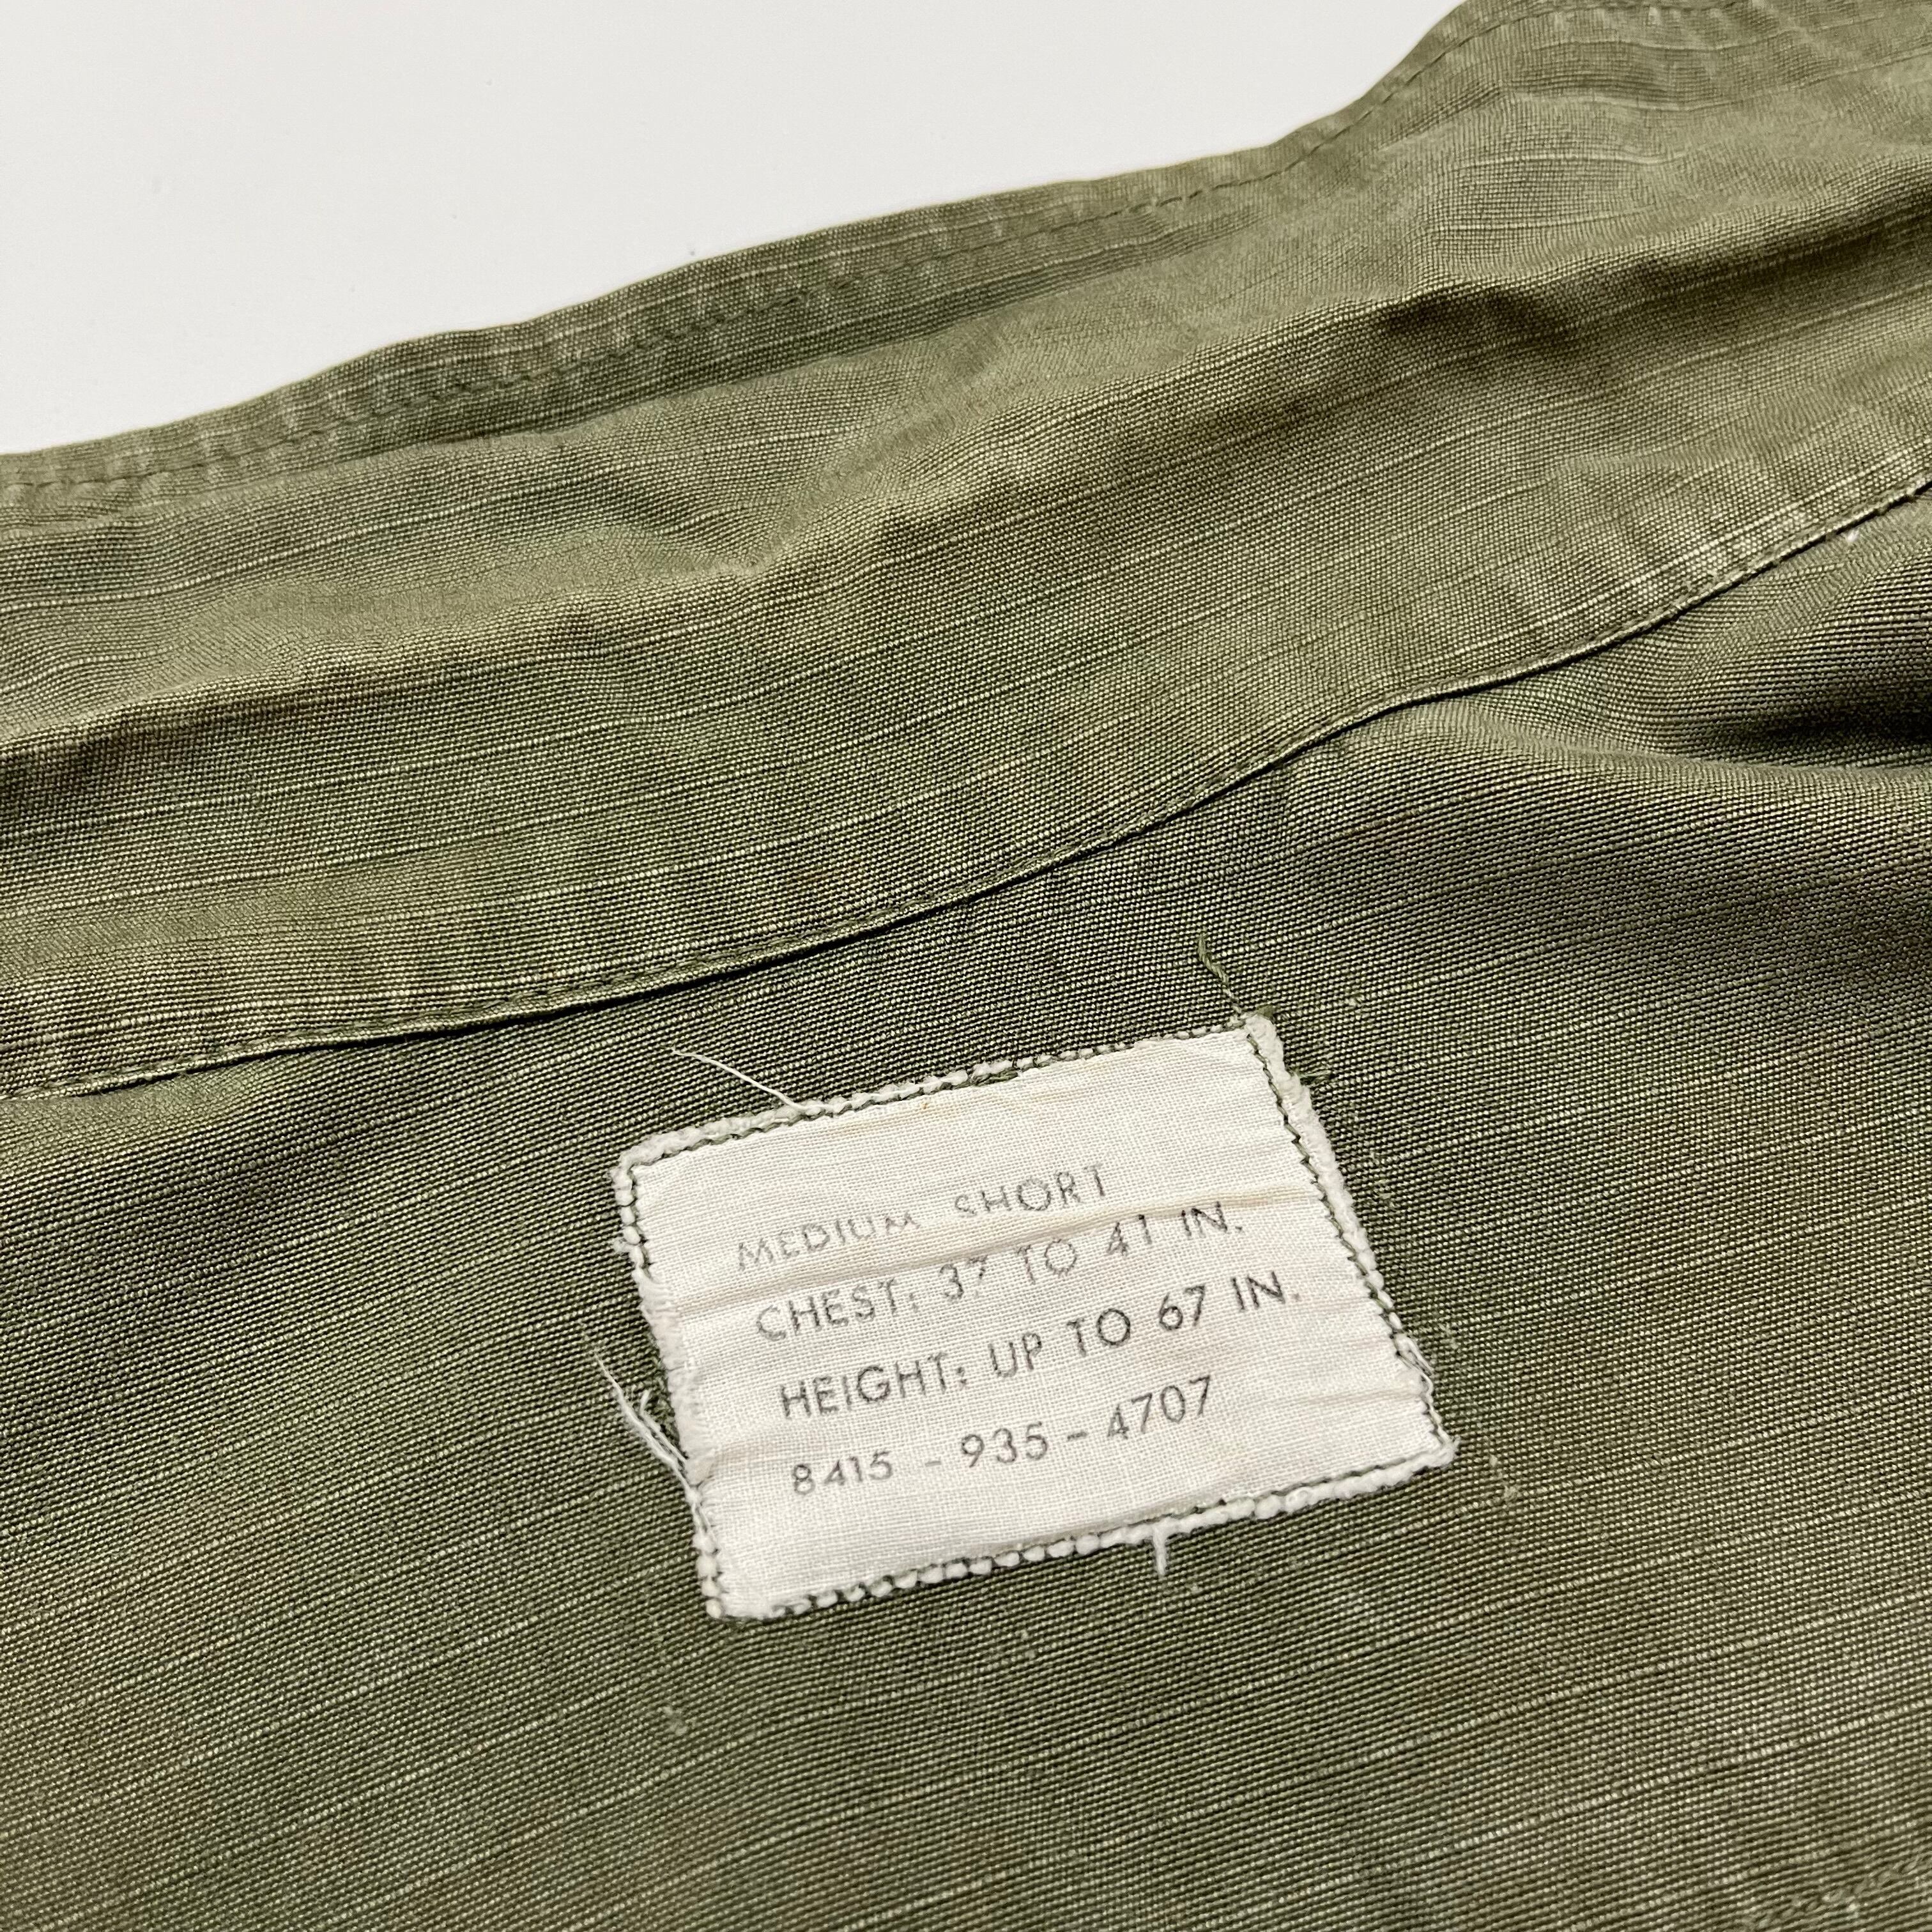 MEDIUM SHORT
CHEST: 37 TO 41 IN.
HEIGHT: UP TO 67 IN.
8415-935-4707